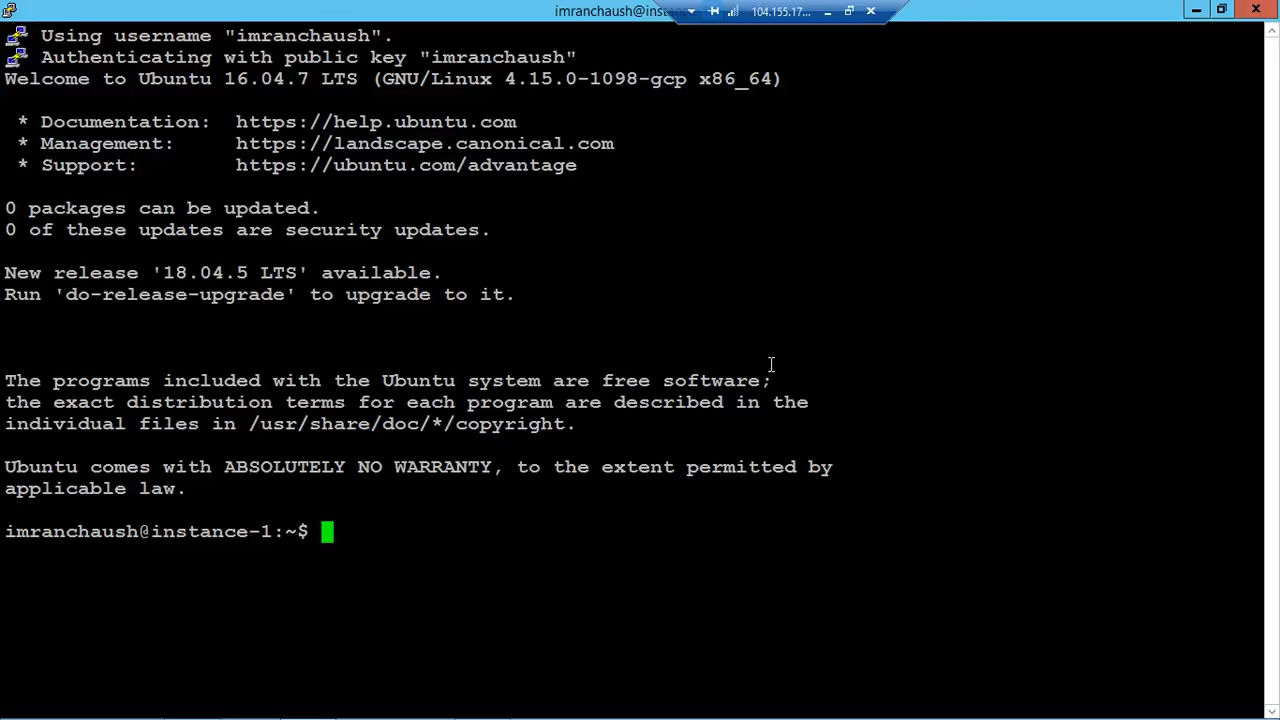 imranchaush@inst
104.155.17...
Using username "imranchaush".
Authenticating with public key "imranchaush"
Welcome to Ubuntu 16.04.7 LTS (GNU/Linux 4.15.0-1098-gcp x86_64)
* Documentation: https://help.ubuntu.com
* Management: https://landscape.canonical.com
* Support: https://ubuntu.com/advantage
0 packages can be updated.
0 of these updates are security updates.
New release '18.04.5 LTS' available.
Run 'do-release-upgrade' to upgrade to it.
The programs included with the Ubuntu system are free software;
the exact distribution terms for each program are described in the
individual files in /usr/share/doc/*/copyright.
Ubuntu comes with ABSOLUTELY NO WARRANTY, to the extent permitted by
applicable law.
imranchaush@instance-1:~$